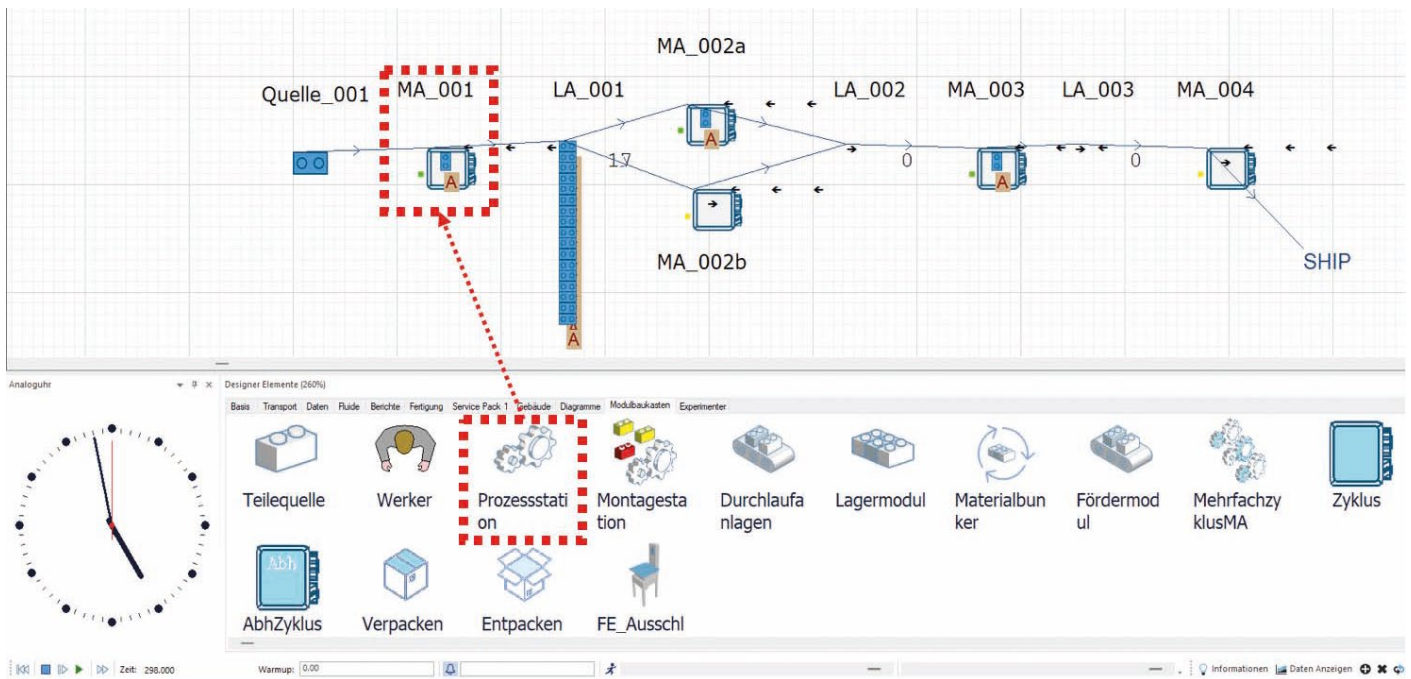 MA_002a
Quelle_001 MA_001 LA_001 LA_002 MA_003 LA_003 MA_004
17 0 0
A A A
A
MA_002b
SHIP
A
Analoguhr
Designer Elemente (260%)
Basis Transport Daten Fluide Berichte Fertigung Service Pack 1 Gebäude Diagramme Modulbaukasten Experimenter
Teilequelle Werker Prozessstati Montagesta Durchlaufa Lagermodul Materialbun Fördermod Mehrfachzy Zyklus
on tion nlagen ker ul klusMA
Abh
AbhZyklus Verpacken Entpacken FE_Ausschl
Zeit: 298.000 Warmup: 0.00 Informationen Daten Anzeigen